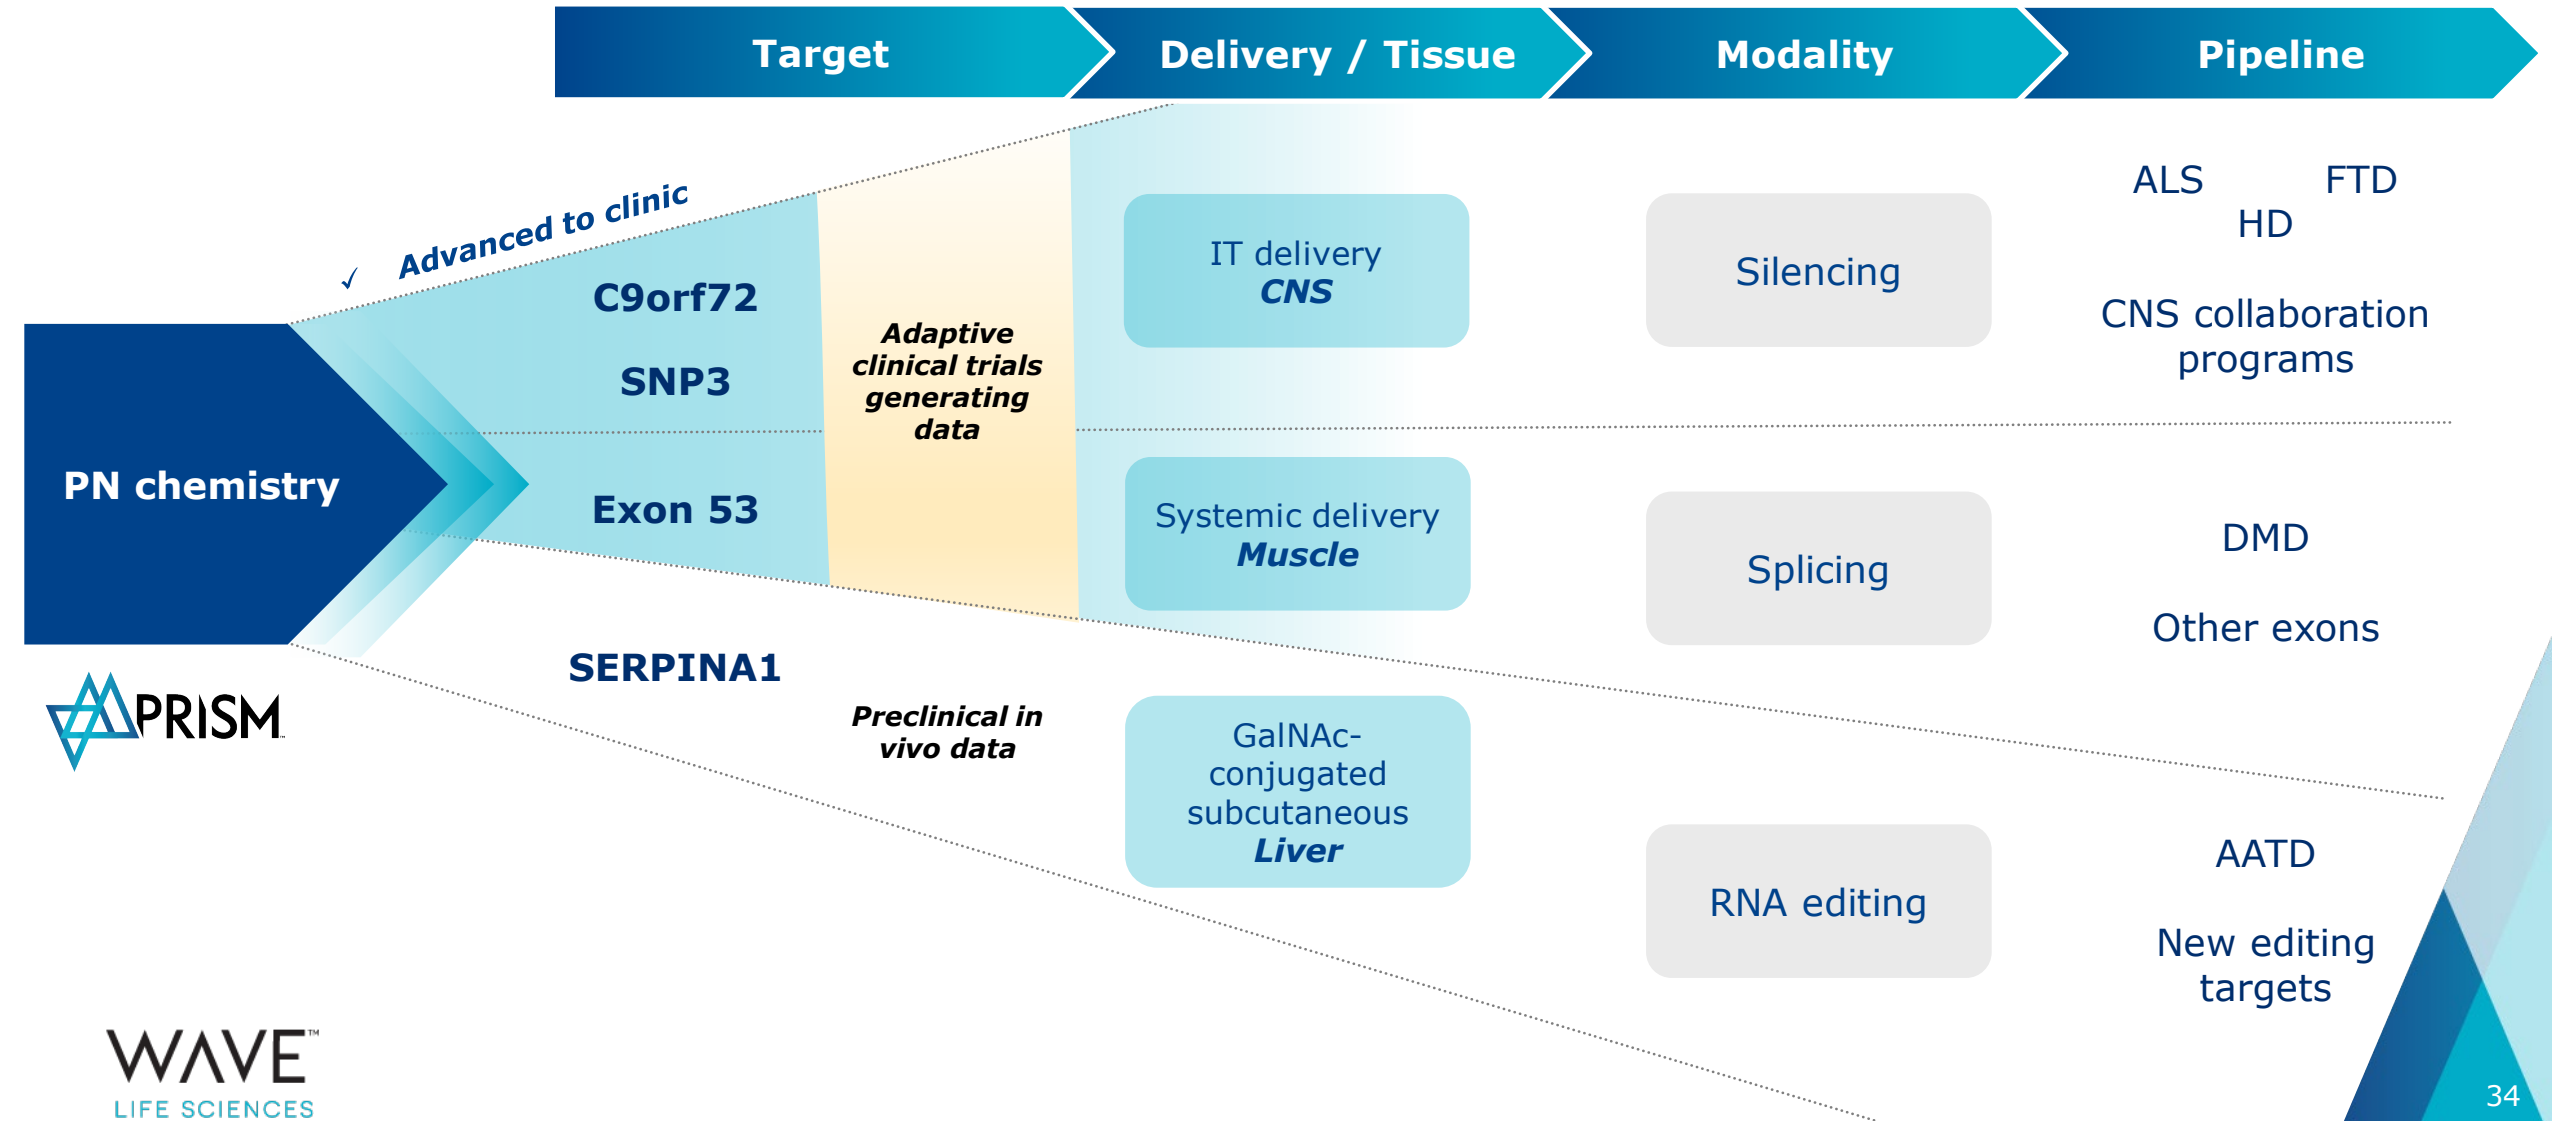 Target
Delivery / Tissue
Modality
Pipeline
✓ Advanced to clinic
PN chemistry
PRISM
C9orf72
SNP3
Exon 53
SERPINA1
Adaptive
clinical trials
generating
data
Preclinical in
vivo data
IT delivery
CNS
Systemic delivery
Muscle
GalNAc-
conjugated
subcutaneous
Liver
Silencing
Splicing
RNA editing
ALS FTD
HD
CNS collaboration
programs
DMD
Other exons
AATD
New editing
targets
WAVE™
LIFE SCIENCES
34